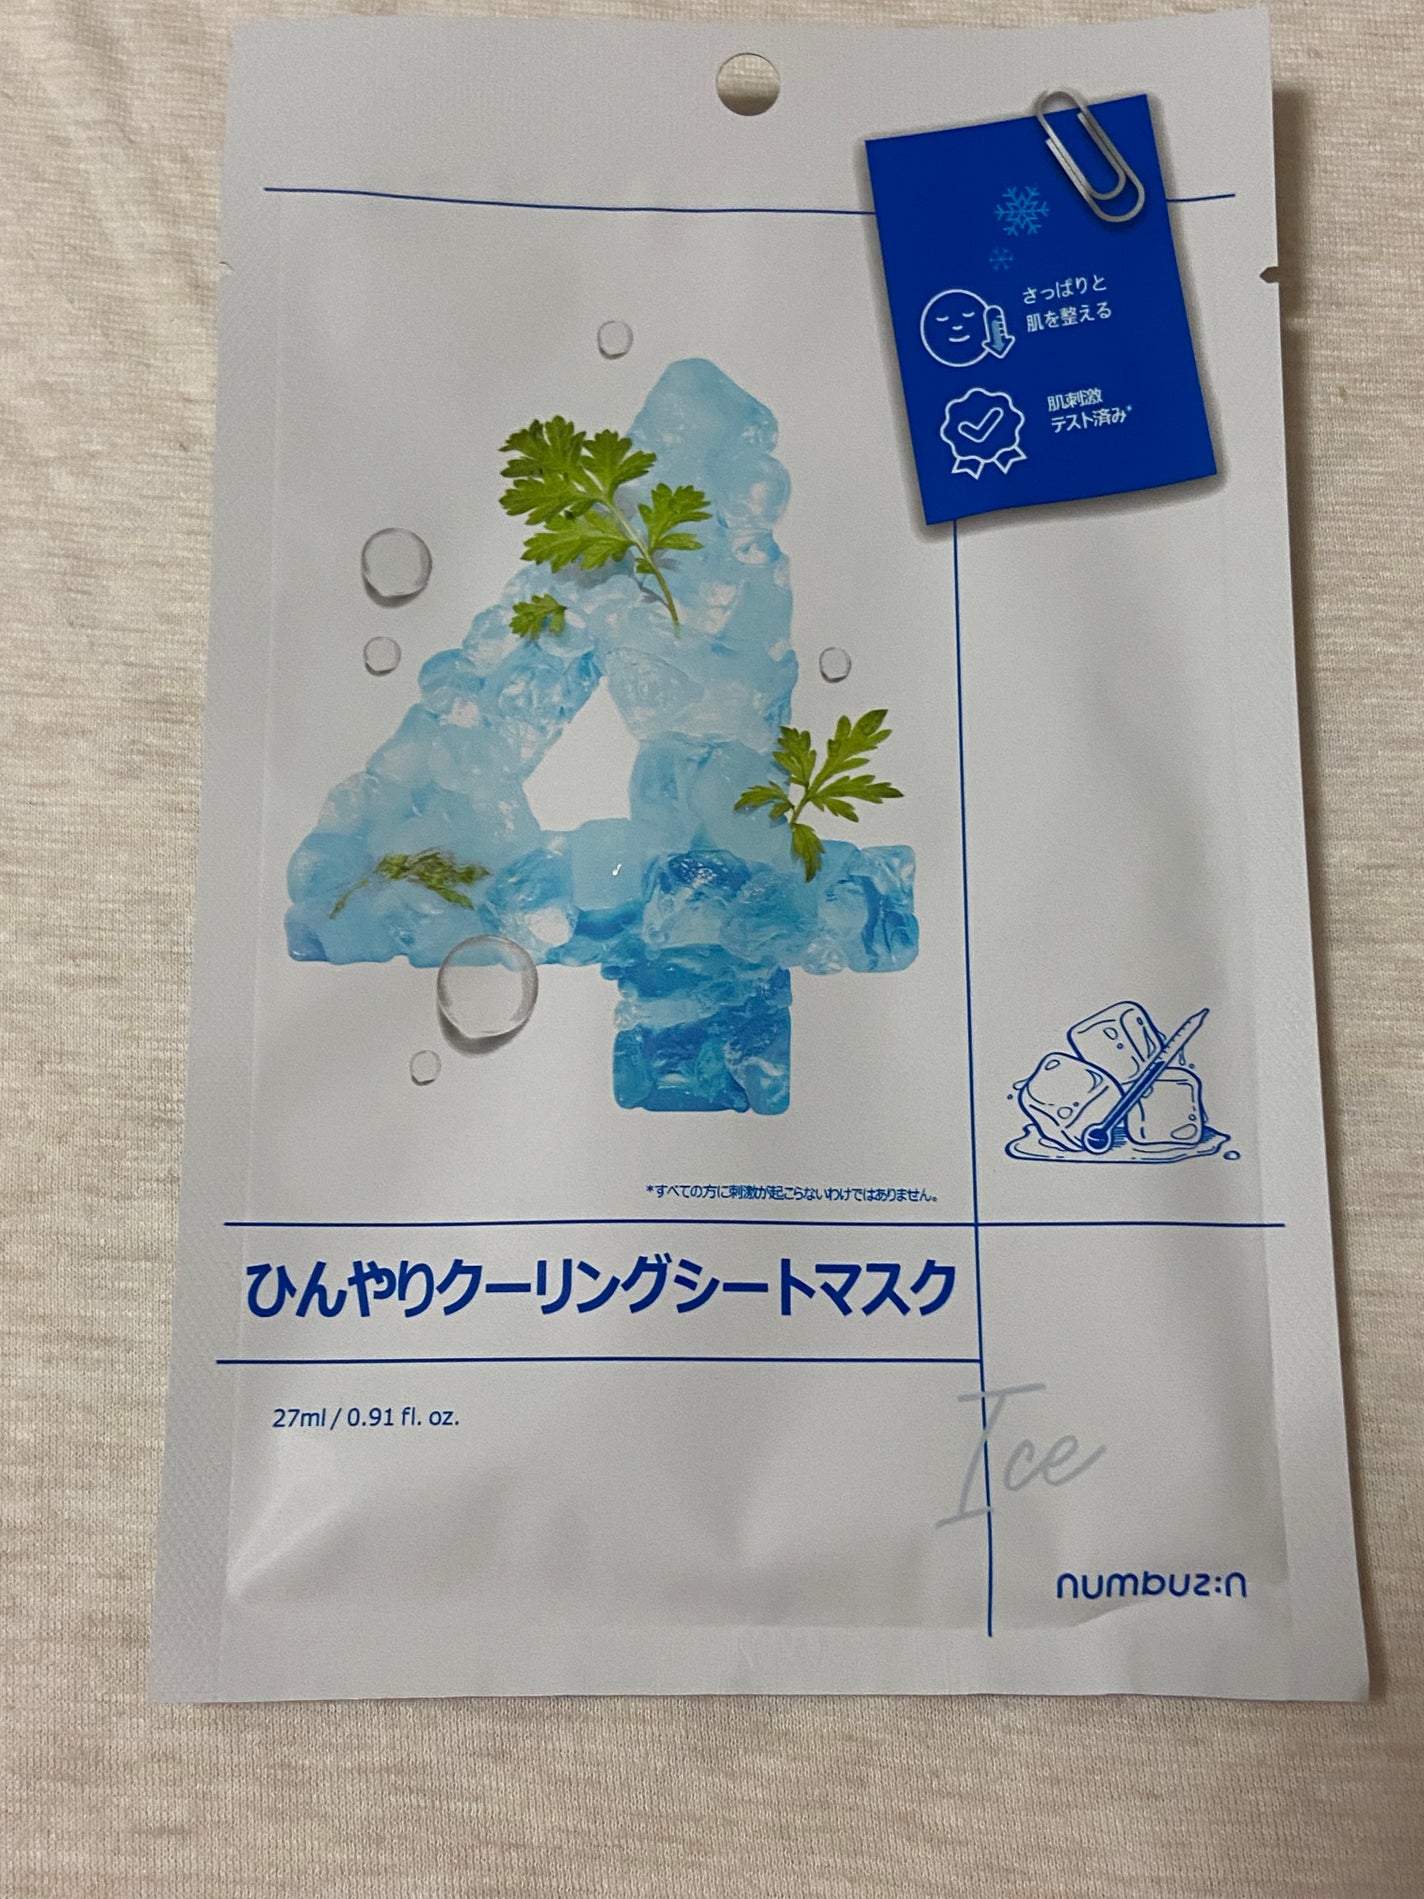 さっぱりと
肌を整える
肌刺激
テスト済み*
4
*すべての方に刺激が起こらないわけではありません。
ひんやりクーリングシートマスク
27ml / 0.91 fl. oz.
Ice
numbuz:n